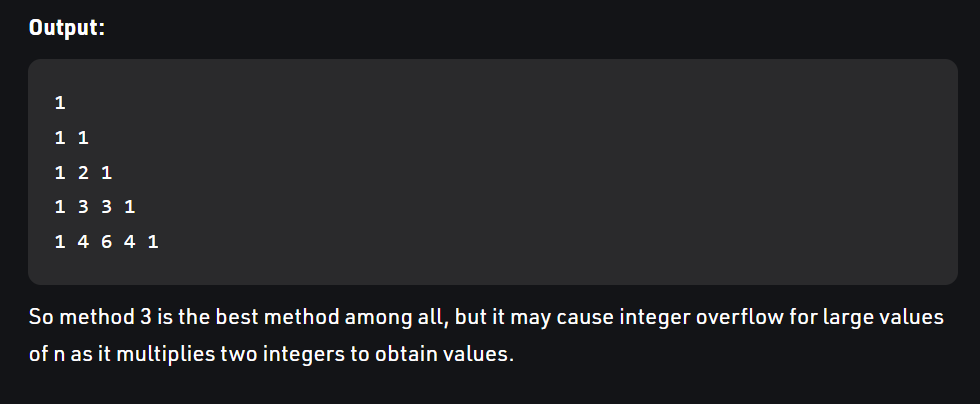 Output:
1
1 1
1 2 1
1 3 3 1
1 4 6 4 1
So method 3 is the best method among all, but it may cause integer overflow for large values
of n as it multiplies two integers to obtain values.